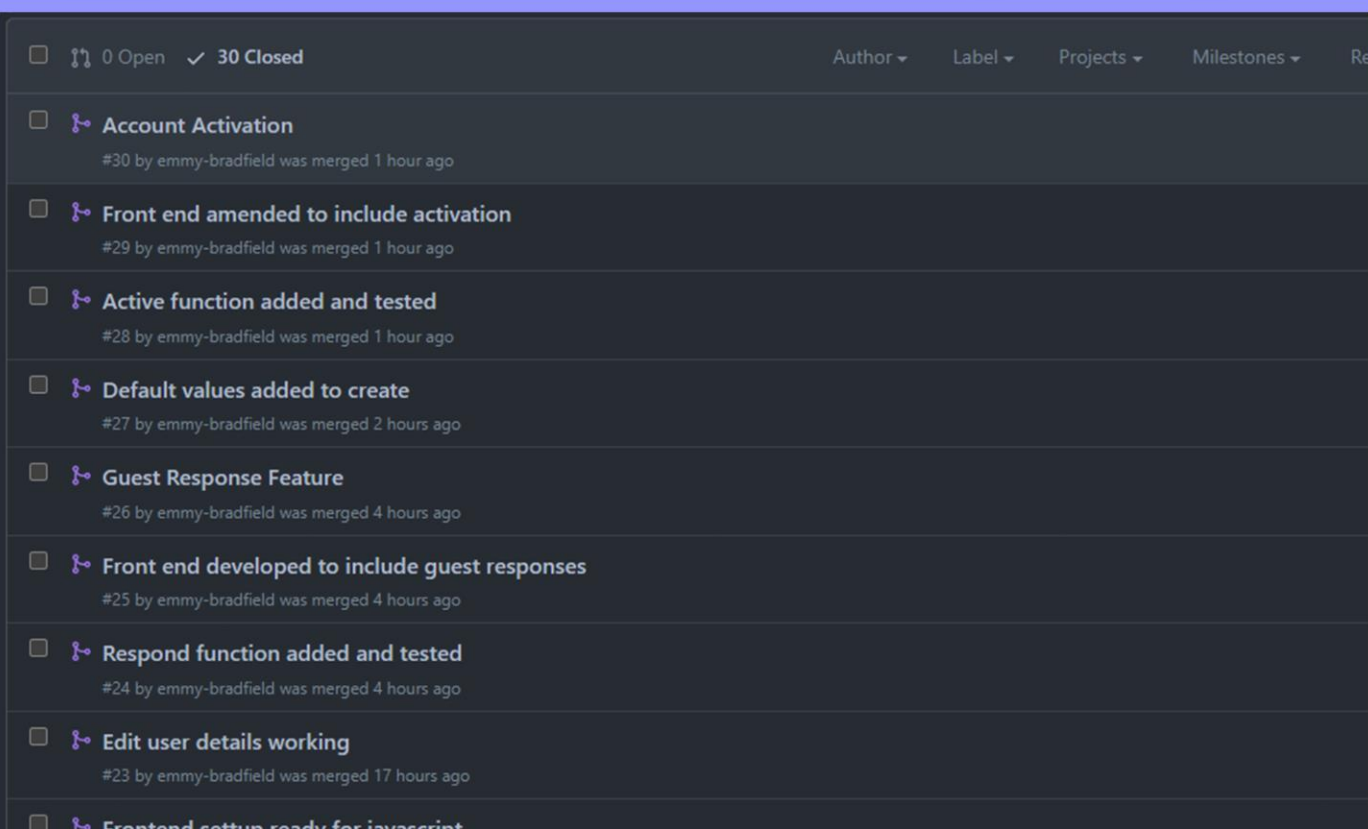 0 Open 30 Closed Author Label Projects Milestones Re
Account Activation
#30 by emmy-bradfield was merged 1 hour ago
Front end amended to include activation
#29 by emmy-bradfield was merged 1 hour ago
Active function added and tested
#28 by emmy-bradfield was merged 1 hour ago
Default values added to create
#27 by emmy-bradfield was merged 2 hours ago
Guest Response Feature
#26 by emmy-bradfield was merged 4 hours ago
Front end developed to include guest responses
#25 by emmy-bradfield was merged 4 hours ago
Respond function added and tested
#24 by emmy-bradfield was merged 4 hours ago
Edit user details working
#23 by emmy-bradfield was merged 17 hours ago
Frontend settup ready for javascript